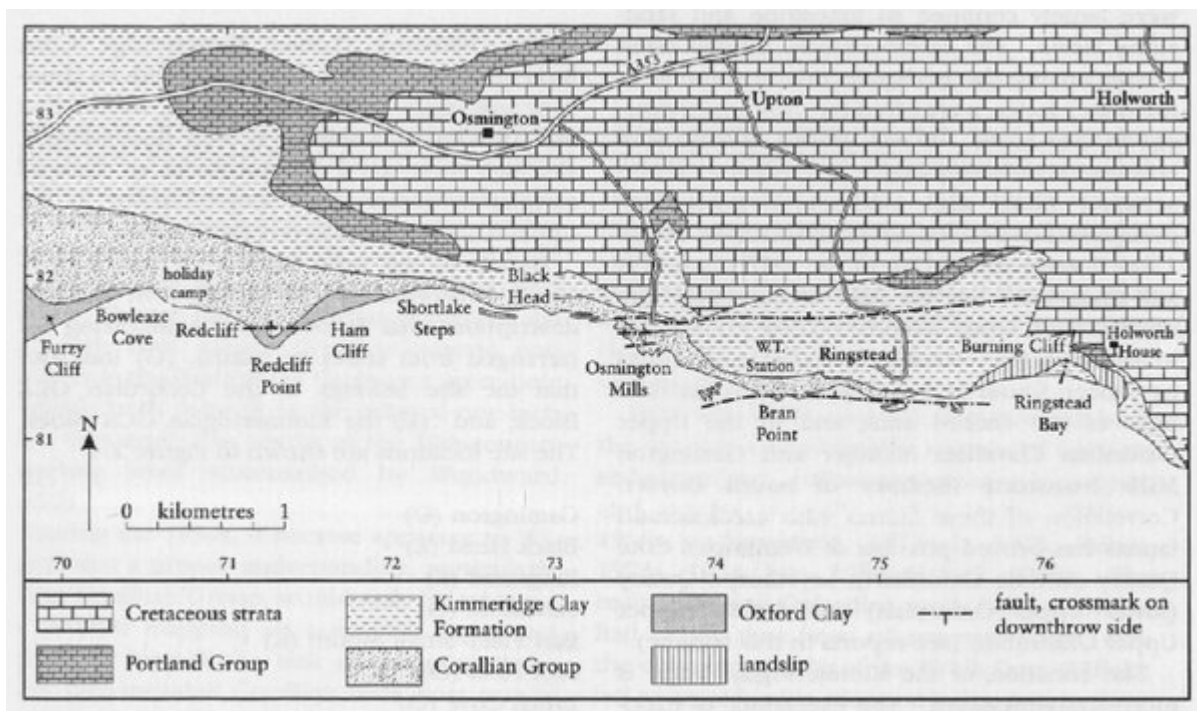 A353
Upton
Holworth
83
Osmington
82
holiday
camp
Black
Head
Bowleaze
Cove
Redcliff
Ham
Cliff
Shortlake
Steps
Furzy
Cliff
Redcliff
Point
Osmington
Mills
W.T.
Station
Ringstead
Burning Cliff
Holworth
House
Bran
Point
Ringstead
Bay
81
N
0 kilometres 1
70 71 72 73 74 75 76
Cretaceous strata
Kimmeridge Clay
Formation
Oxford Clay
fault, crossmark on
downthrow side
Portland Group
Corallian Group
landslip